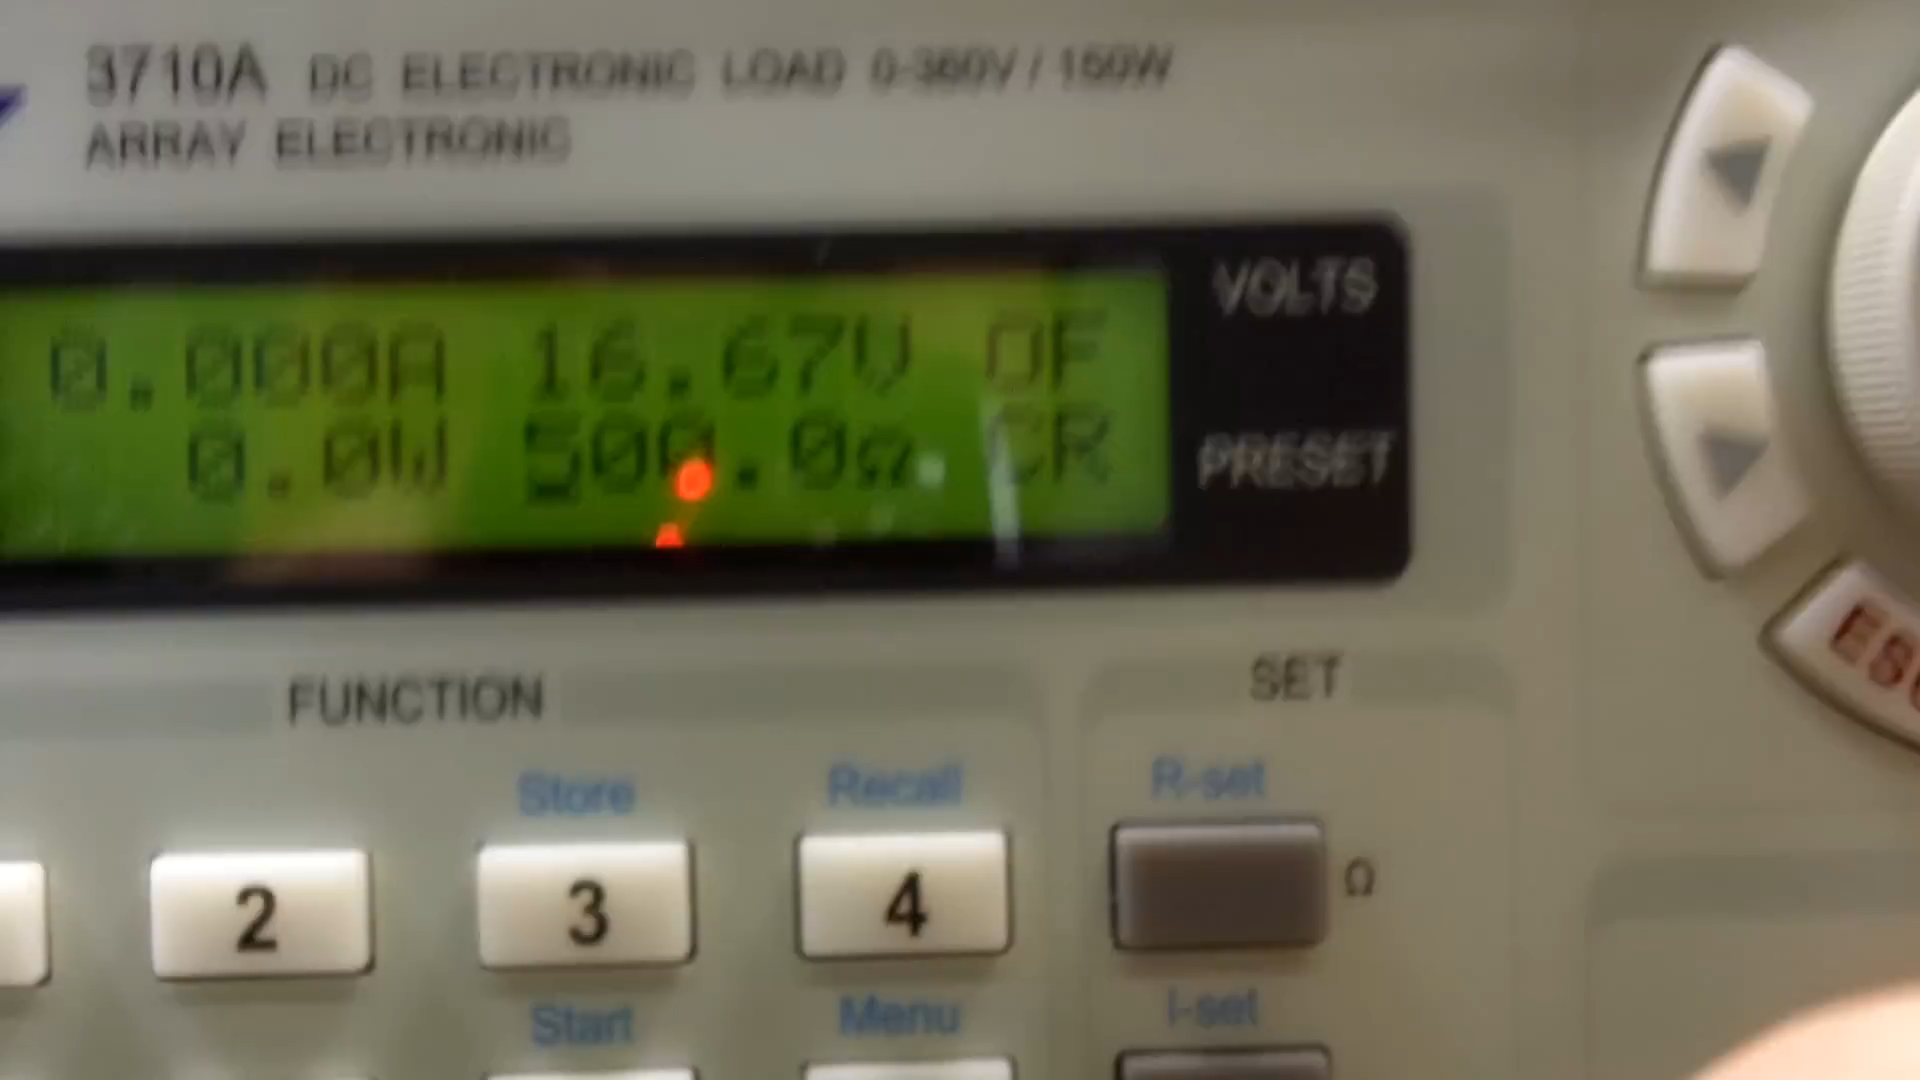 3710A DC ELECTRONIC LOAD 0-360V / 150W
ARRAY ELECTRONIC
0.000A 16.67V OF
0.0W 500.0Ω CR
VOLTS
PRESET
FUNCTION
SET
Store
Recall
R-set
2
3
4
Ω
Start
Menu
I-set